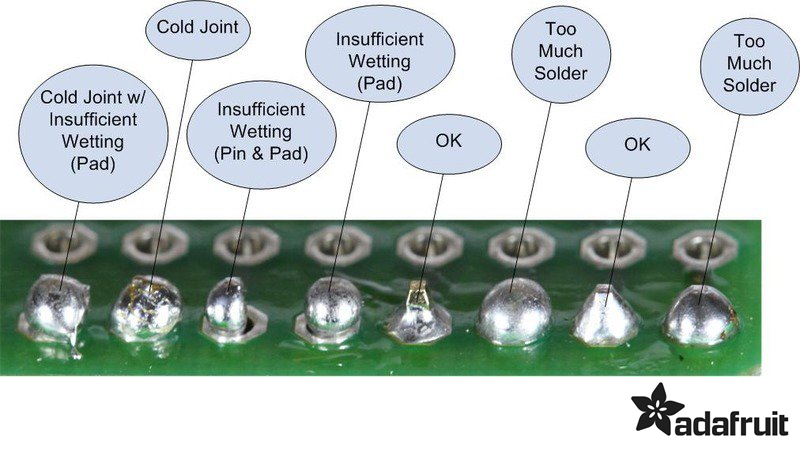 Cold Joint w/
Insufficient
Wetting
(Pad)
Cold Joint
Insufficient
Wetting
(Pin & Pad)
Insufficient
Wetting
(Pad)
OK
Too
Much
Solder
OK
Too
Much
Solder
adafruit